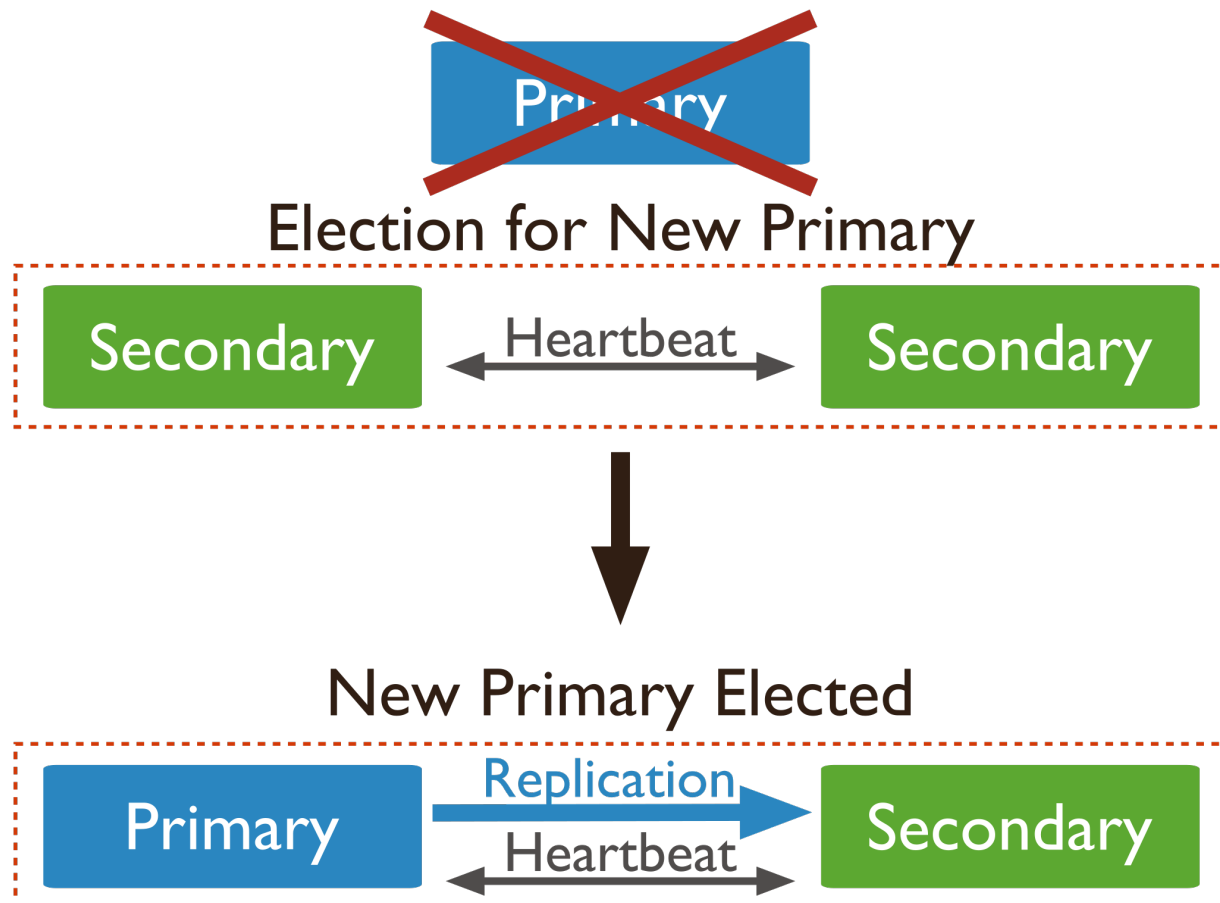 Primary
Election for New Primary
Secondary
Heartbeat
Secondary
New Primary Elected
Primary
Replication
Heartbeat
Secondary